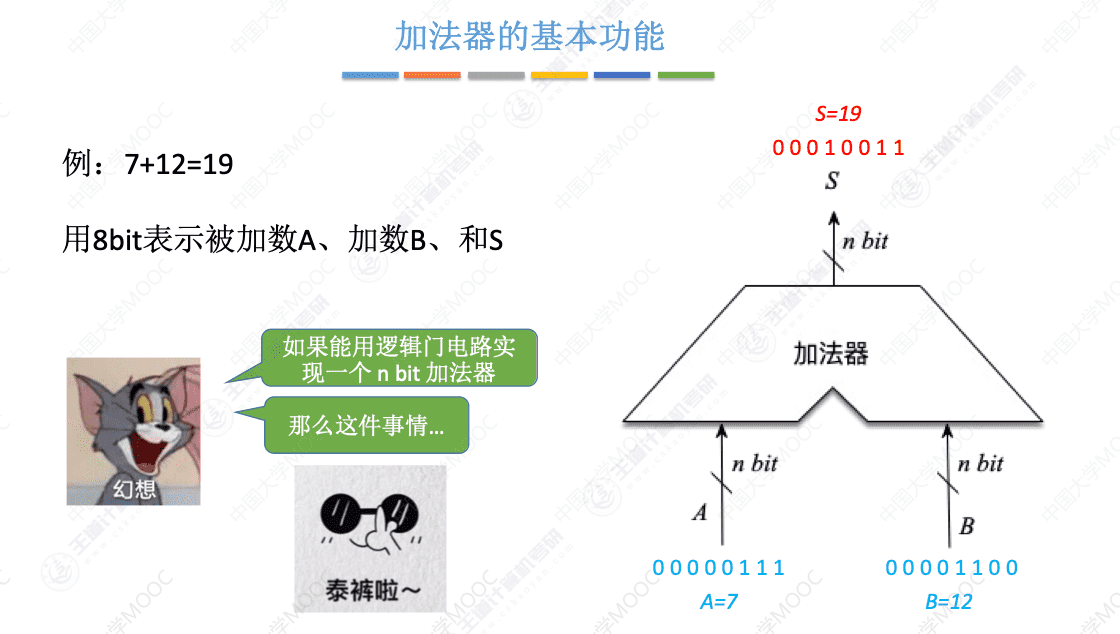 加法器的基本功能
例：7+12=19
用8bit表示被加数A、加数B、和S
如果能用逻辑门电路实
现一个 n bit 加法器
那么这件事情…
幻想
泰裤啦～
S=19
0 0 0 1 0 0 1 1
S
n bit
加法器
n bit
n bit
A
B
0 0 0 0 0 1 1 1
0 0 0 0 1 1 0 0
A=7
B=12
中国大学MOOC
王道计算机考研